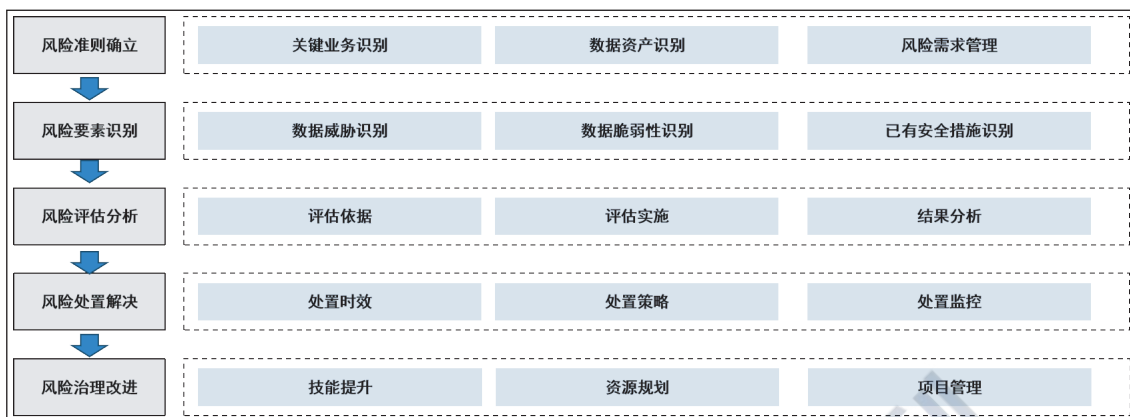 风险准则确立 关键业务识别 数据资产识别 风险需求管理
风险要素识别 数据威胁识别 数据脆弱性识别 已有安全措施识别
风险评估分析 评估依据 评估实施 结果分析
风险处置解决 处置时效 处置策略 处置监控
风险治理改进 技能提升 资源规划 项目管理